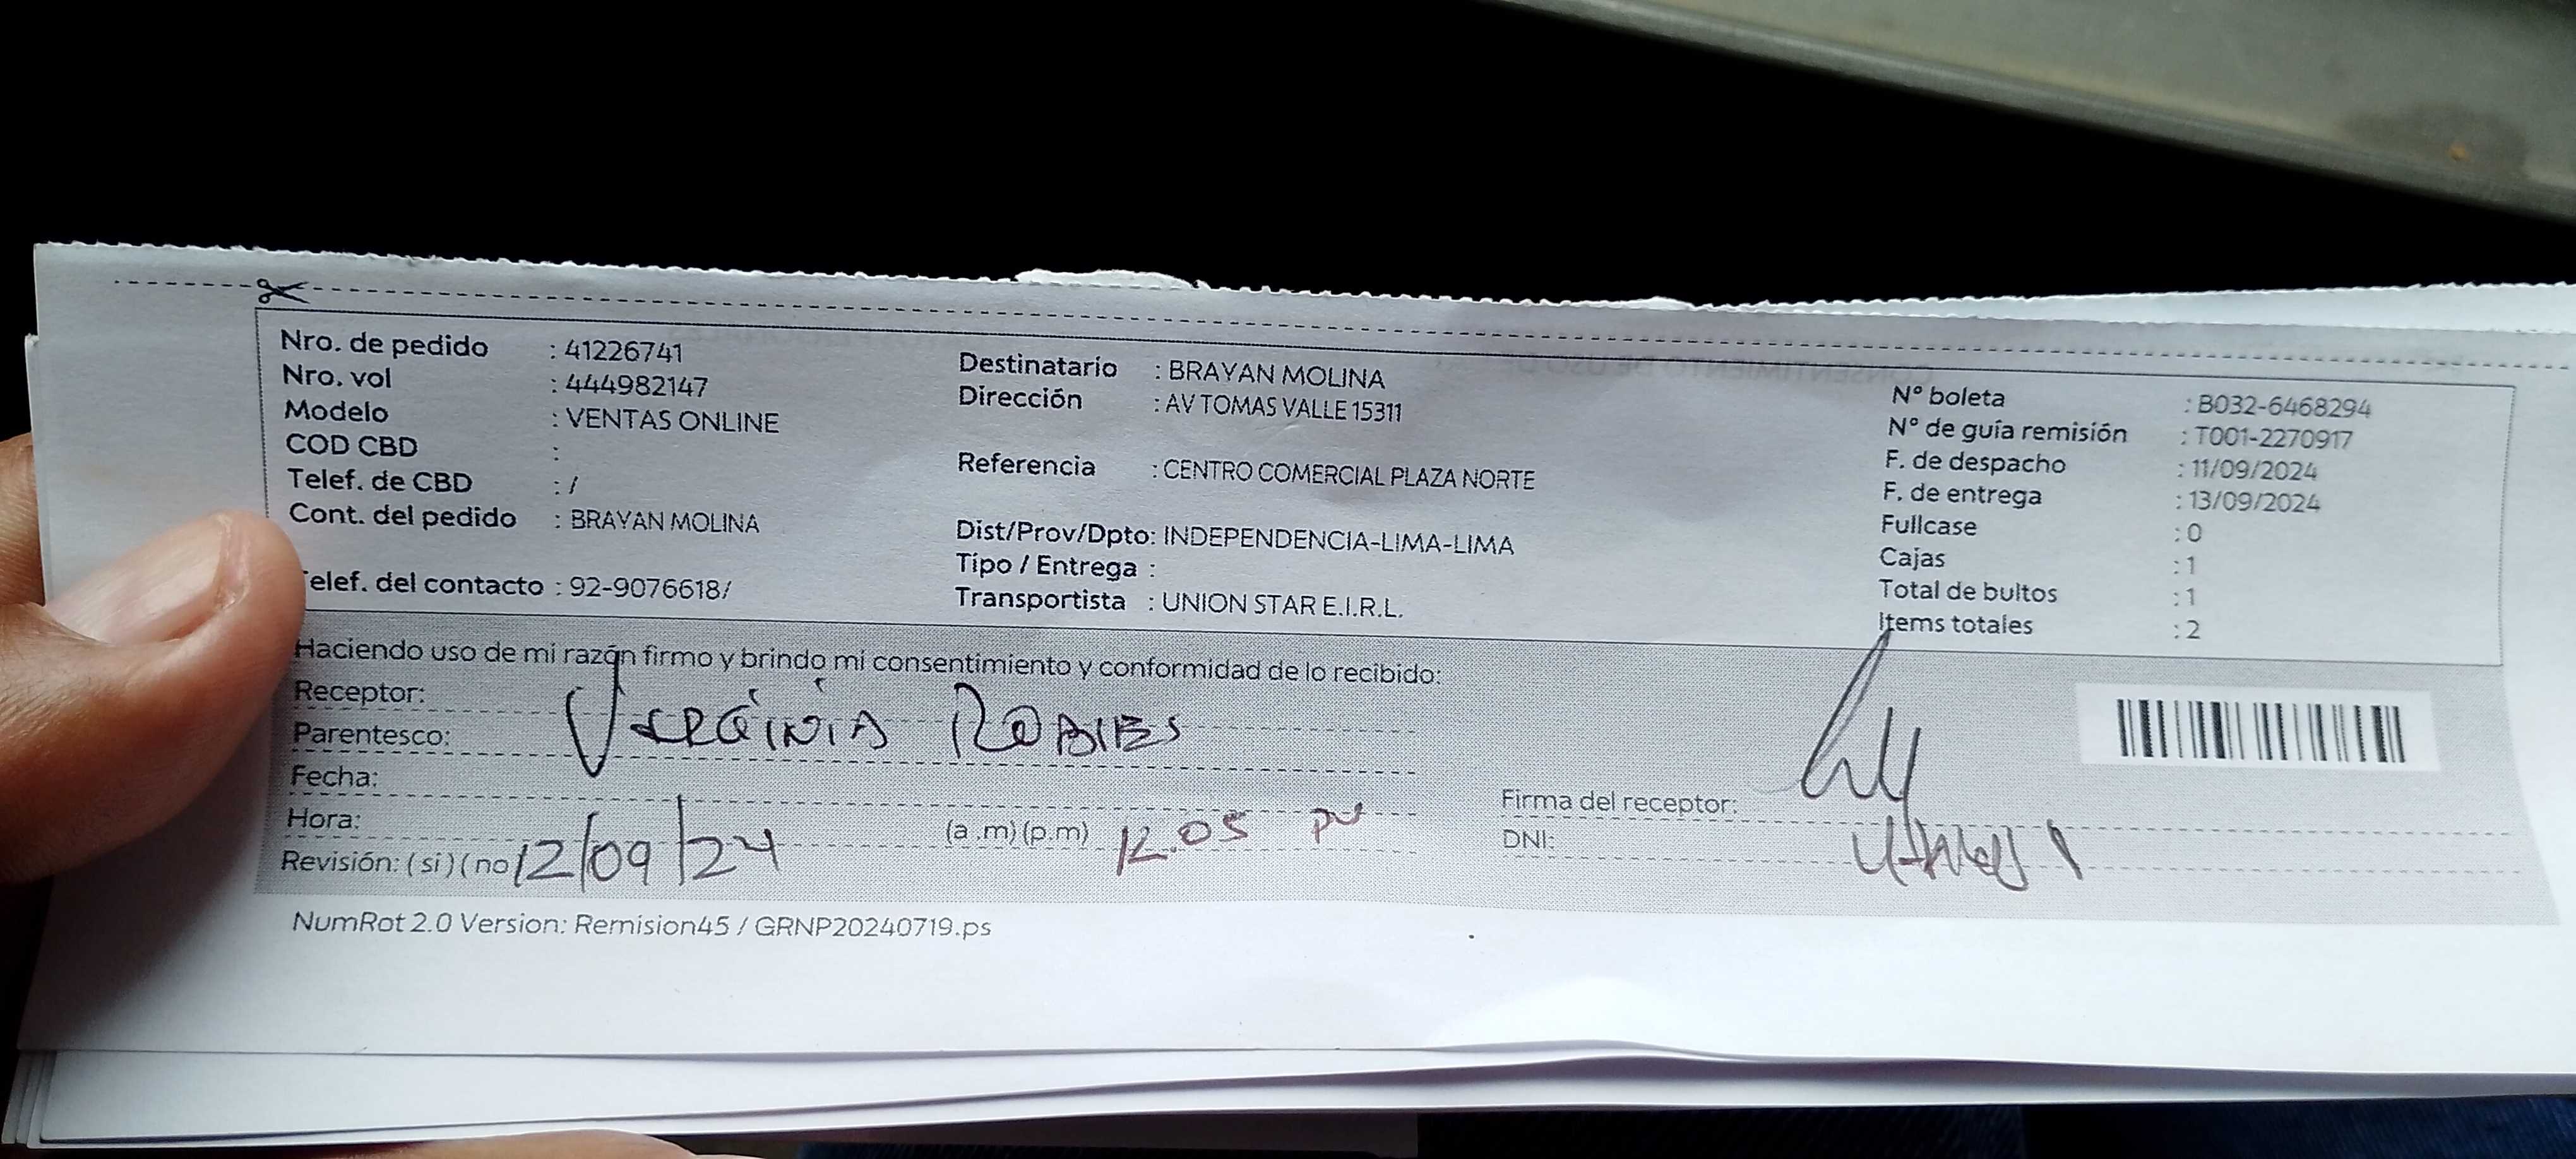 Nro. de pedido : 41226741
Nro. vol : 444982147
Modelo : VENTAS ONLINE
COD CBD :
Telef. de CBD : /
Cont. del pedido : BRAYAN MOLINA
elef. del contacto : 92-9076618/
Destinatario : BRAYAN MOLINA
Dirección : AV TOMAS VALLE 15311
Referencia : CENTRO COMERCIAL PLAZA NORTE
Dist/Prov/Dpto: INDEPENDENCIA-LIMA-LIMA
Tipo / Entrega :
Transportista : UNION STAR E.I.R.L.
N° boleta : B032-6468294
N° de guía remisión : T001-2270917
F. de despacho : 11/09/2024
F. de entrega : 13/09/2024
Fullcase : 0
Cajas : 1
Total de bultos : 1
Items totales : 2
Haciendo uso de mi razón firmo y brindo mi consentimiento y conformidad de lo recibido:
Receptor:
Parentesco: ROBLES
Fecha:
Hora: (a .m) (p.m) 12.05 pm
Revisión: ( si ) ( no 12/09/24
Firma del receptor:
DNI:
NumRot 2.0 Version: Remision45 / GRNP20240719.ps